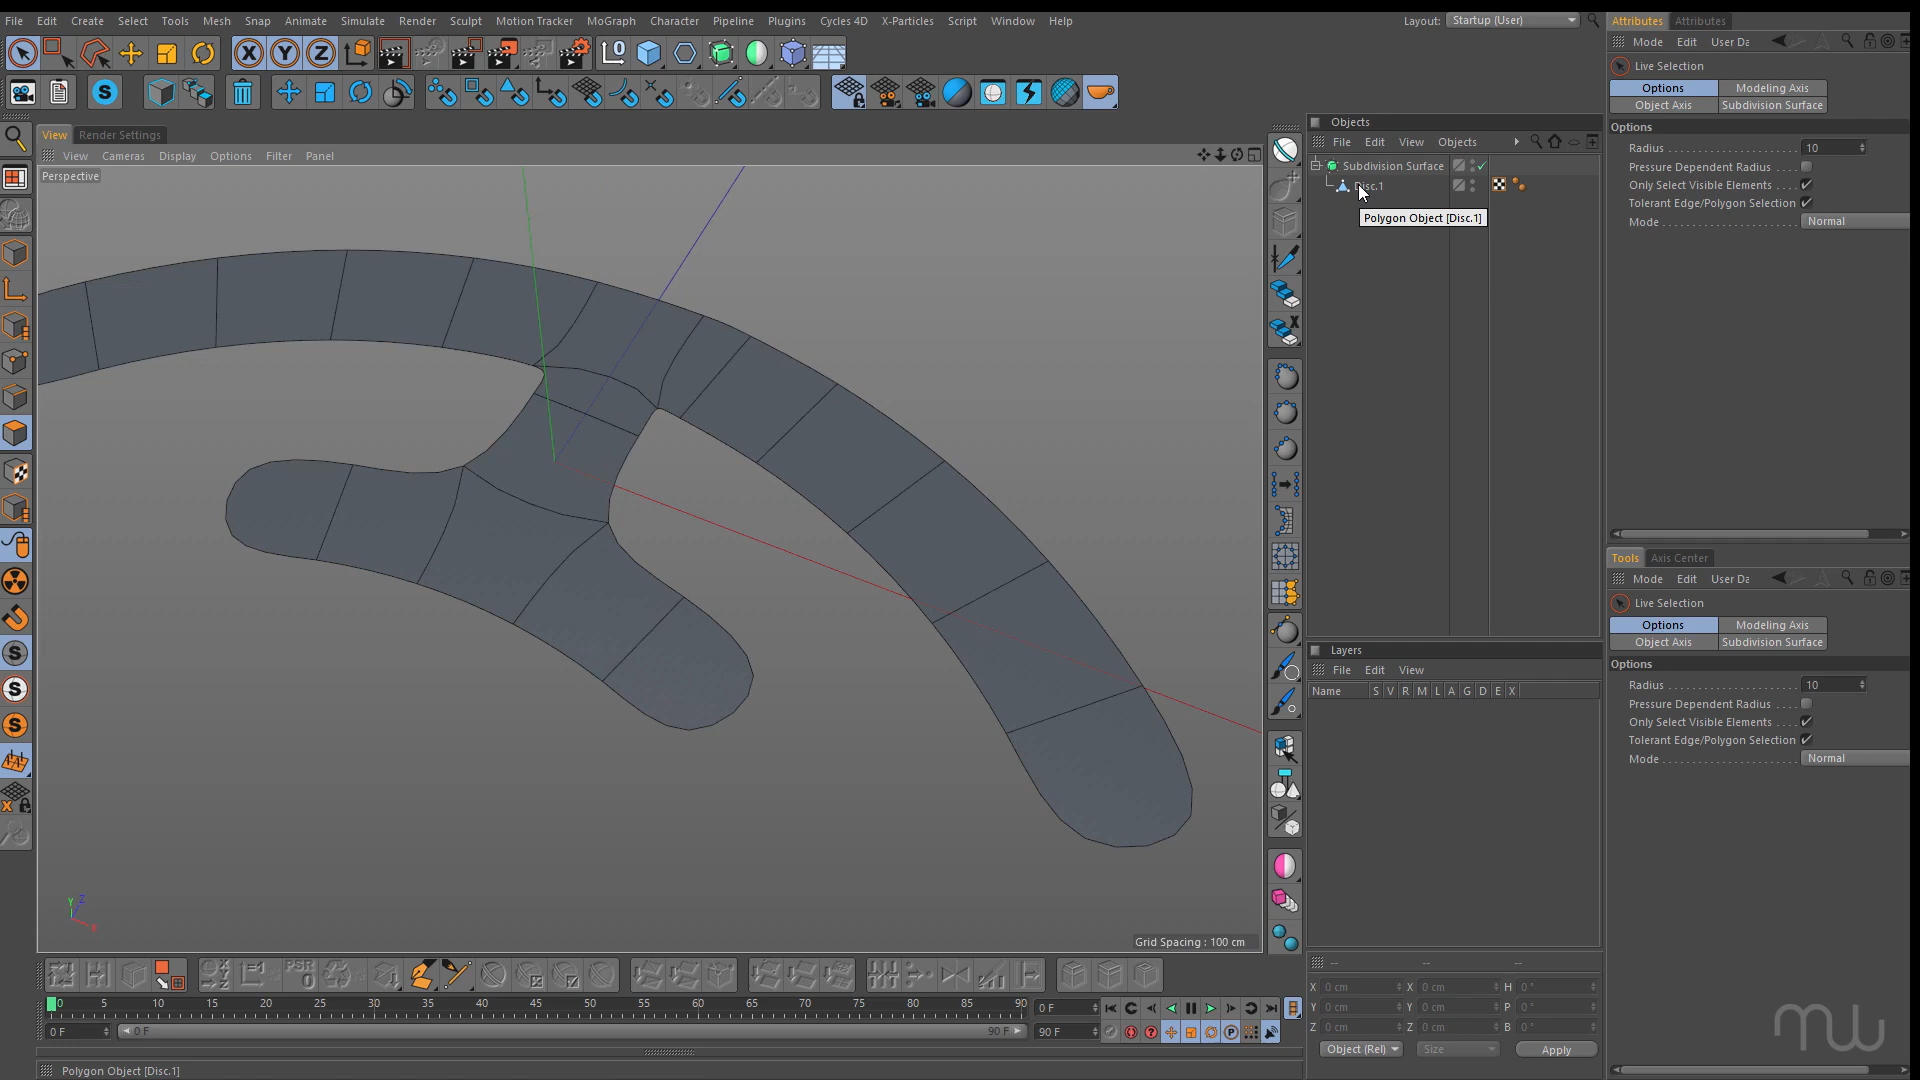 File Edit Create Select Tools Mesh Snap Animate Simulate Render Sculpt Motion Tracker MoGraph Character Pipeline Plugins Cycles 4D X-Particles Script Window Help
Layout: Startup (User)
Attributes Attributes
Mode Edit User Da
Live Selection
Options Modeling Axis
Object Axis Subdivision Surface
Options
Radius 10
Pressure Dependent Radius
Only Select Visible Elements
Tolerant Edge/Polygon Selection
Mode Normal
View Render Settings
View Cameras Display Options Filter Panel
Perspective
Objects
File Edit View Objects
Subdivision Surface
Disc.1
Polygon Object [Disc.1]
Layers
File Edit View
Name S V R M L A G D E X
Tools Axis Center
Mode Edit User Da
Live Selection
Options Modeling Axis
Object Axis Subdivision Surface
Options
Radius 10
Pressure Dependent Radius
Only Select Visible Elements
Tolerant Edge/Polygon Selection
Mode Normal
Y Z
X
Grid Spacing : 100 cm
PSR
0
0 5 10 15 20 25 30 35 40 45 50 55 60 65 70 75 80 85 90
0 F
0 F 0 F 90 F 90 F
-- -- --
X 0 cm X 0 cm H 0 °
Y 0 cm Y 0 cm P 0 °
Z 0 cm Z 0 cm B 0 °
Object (Rel) Size Apply
Polygon Object [Disc.1]
mw